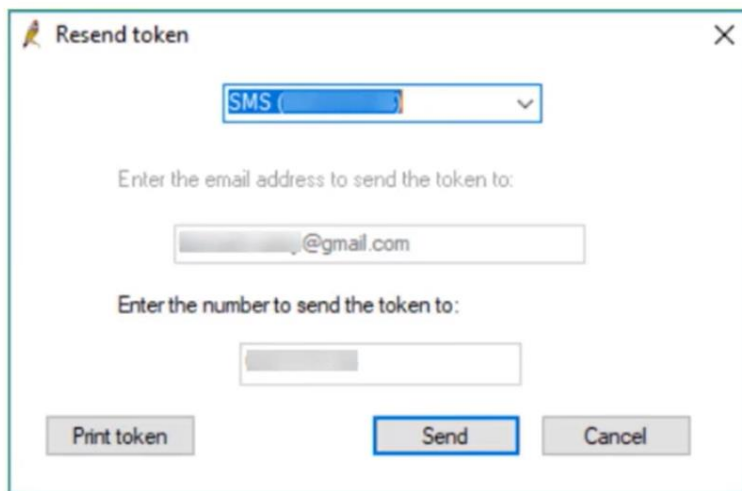 Resend token
SMS ( )
Enter the email address to send the token to:
@gmail.com
Enter the number to send the token to:
Print token Send Cancel